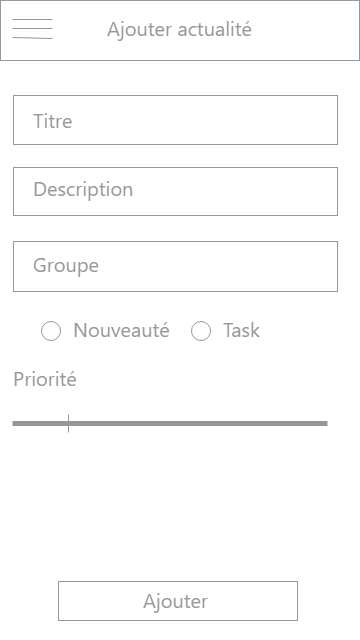 Ajouter actualité
Titre
Description
Groupe
Nouveauté Task
Priorité
Ajouter